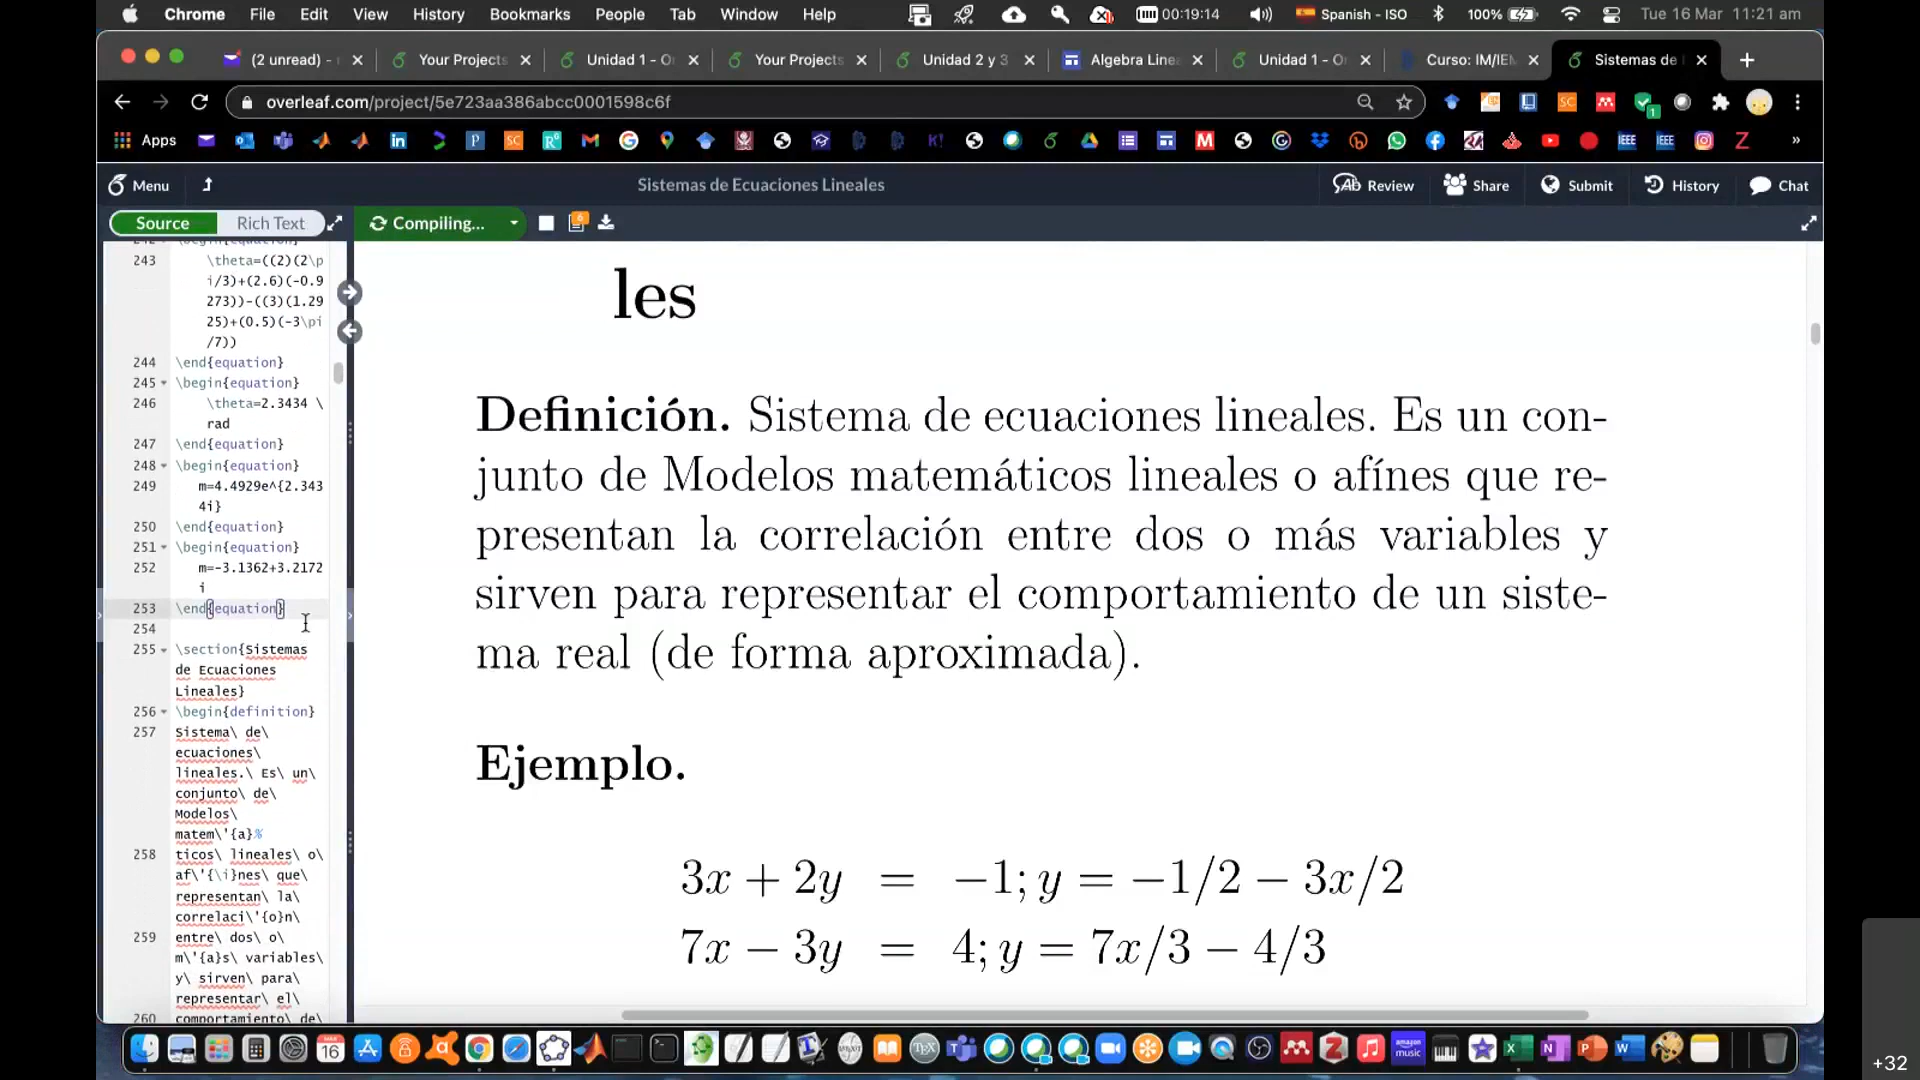 Chrome File Edit View History Bookmarks People Tab Window Help 00:19:14 Spanish - ISO 100% Tue 16 Mar 11:21 am
(2 unread) - Your Projects Unidad 1 - O Your Projects Unidad 2 y 3 Algebra Linea Unidad 1 - O Curso: IM/IEM Sistemas de
overleaf.com/project/5e723aa386abcc0001598c6f
Apps
Menu Sistemas de Ecuaciones Lineales Review Share Submit History Chat
Source Rich Text Compiling... 6
243 \theta=((2)(2\p
i/3)+(2.6)(-0.9
273))-((3)(1.29
25)+(0.5)(-3\pi
/7))
244 \end{equation}
245 \begin{equation}
246 \theta=2.3434 \
rad
247 \end{equation}
248 \begin{equation}
249 m=4.4929e^{2.343
4i}
250 \end{equation}
251 \begin{equation}
252 m=-3.1362+3.2172
i
253 \end{equation}
254
255 \section{Sistemas
de Ecuaciones
Lineales}
256 \begin{definition}
257 Sistema\ de\
ecuaciones\
lineales.\ Es\ un\
conjunto\ de\
Modelos\
matem\'{a}%
258 ticos\ lineales\ o\
af\'{\i}nes\ que\
representan\ la\
correlaci\'{o}n\
259 entre\ dos\ o\
m\'{a}s\ variables\
y\ sirven\ para\
representar\ el\
260 comportamiento\ de\
les
Definición. Sistema de ecuaciones lineales. Es un con-
junto de Modelos matemáticos lineales o afínes que re-
presentan la correlación entre dos o más variables y
sirven para representar el comportamiento de un siste-
ma real (de forma aproximada).
Ejemplo.
3x + 2y = −1; y = −1/2 − 3x/2
7x − 3y = 4; y = 7x/3 − 4/3
+32